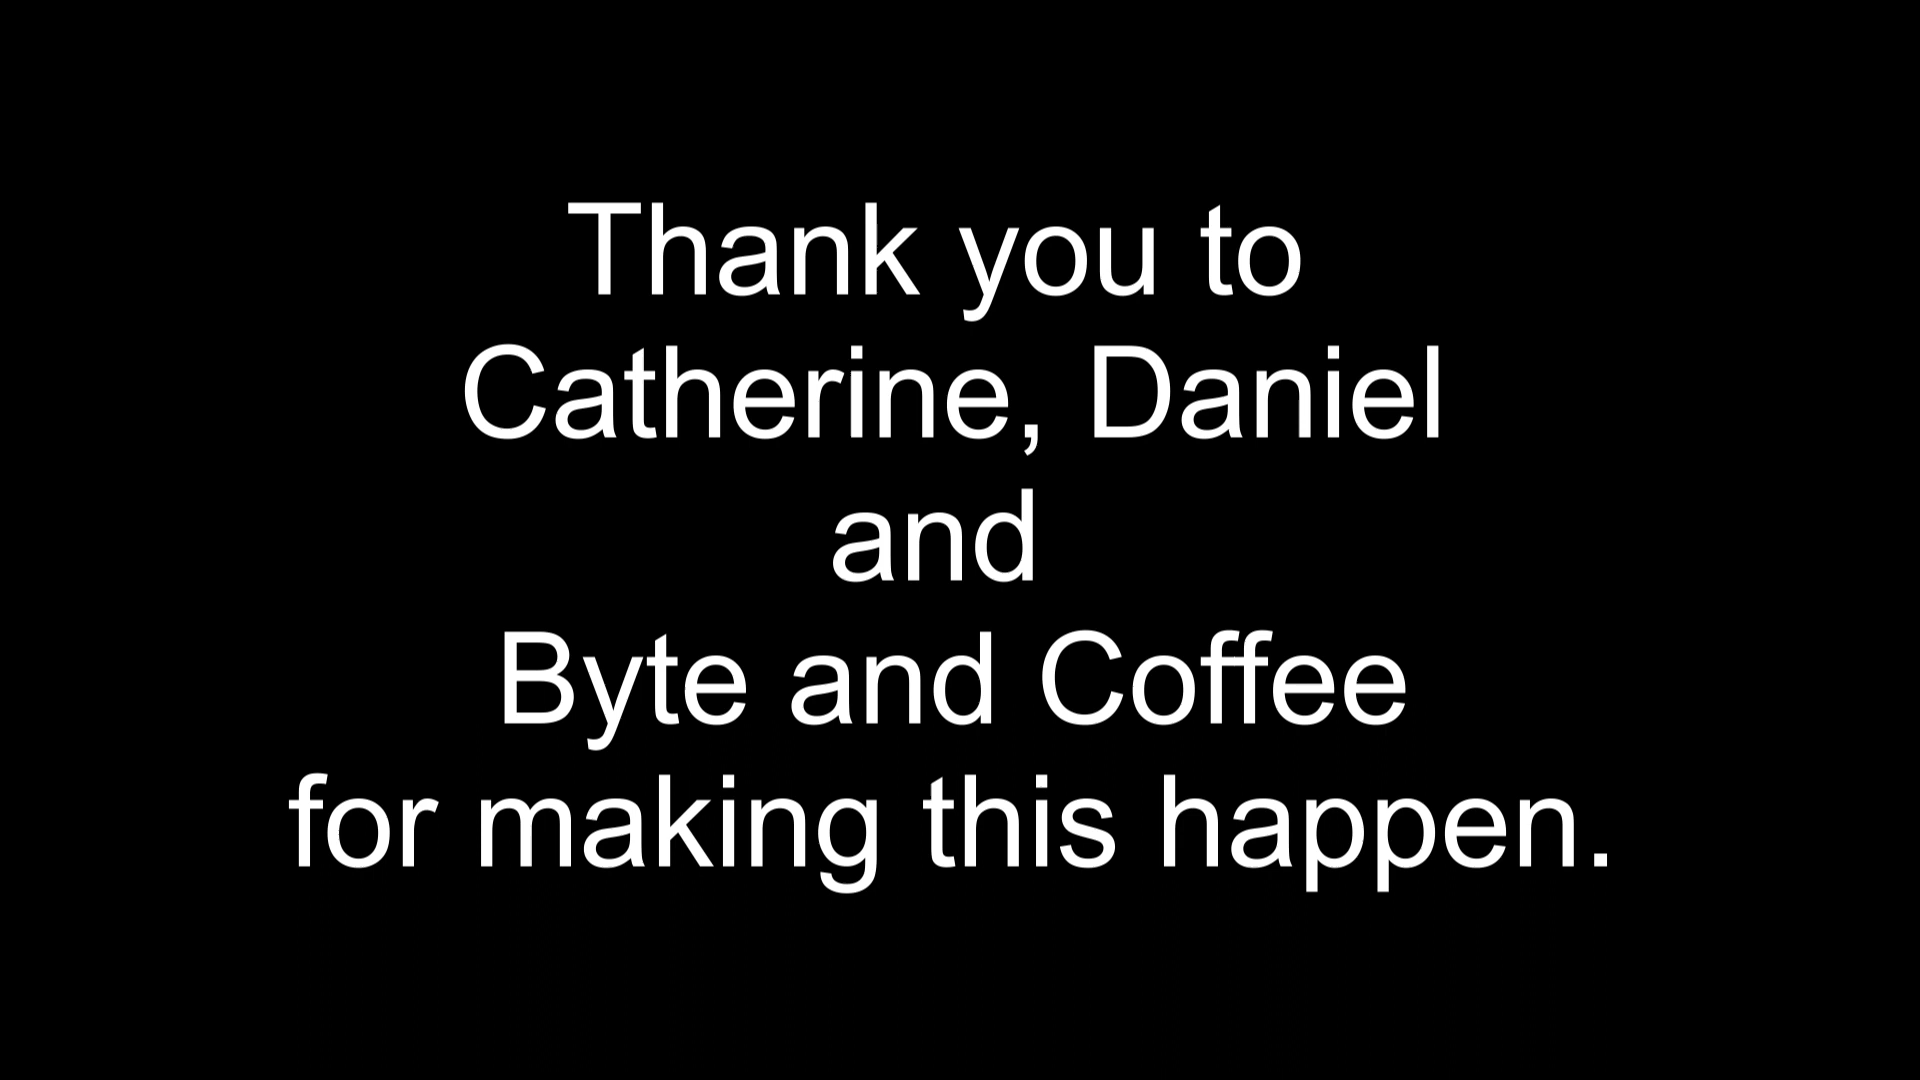 Thank you to
Catherine, Daniel
and
Byte and Coffee
for making this happen.